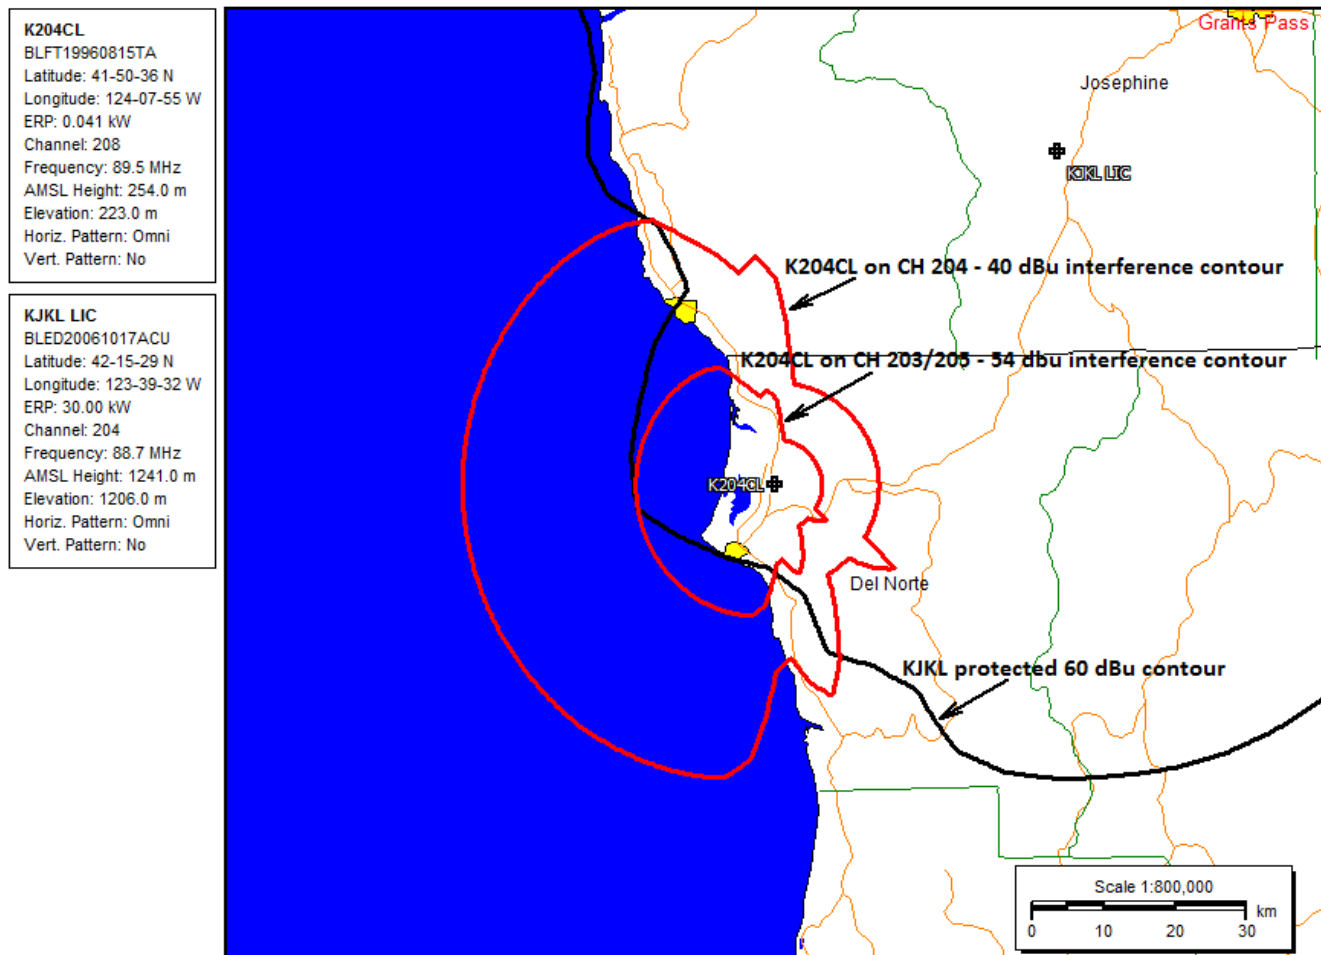 K204CL
BLFT19960815TA
Latitude: 41-50-36 N
Longitude: 124-07-55 W
ERP: 0.041 kW
Channel: 208
Frequency: 89.5 MHz
AMSL Height: 254.0 m
Elevation: 223.0 m
Horiz. Pattern: Omni
Vert. Pattern: No
KJKL LIC
BLED20061017ACU
Latitude: 42-15-29 N
Longitude: 123-39-32 W
ERP: 30.00 kW
Channel: 204
Frequency: 88.7 MHz
AMSL Height: 1241.0 m
Elevation: 1206.0 m
Horiz. Pattern: Omni
Vert. Pattern: No
Grants Pass
Josephine
KJKL LIC
K204CL on CH 204 - 40 dBu interference contour
K204CL on CH 203/205 - 54 dbu interference contour
K204CL
Del Norte
KJKL protected 60 dBu contour
Scale 1:800,000
km
0 10 20 30